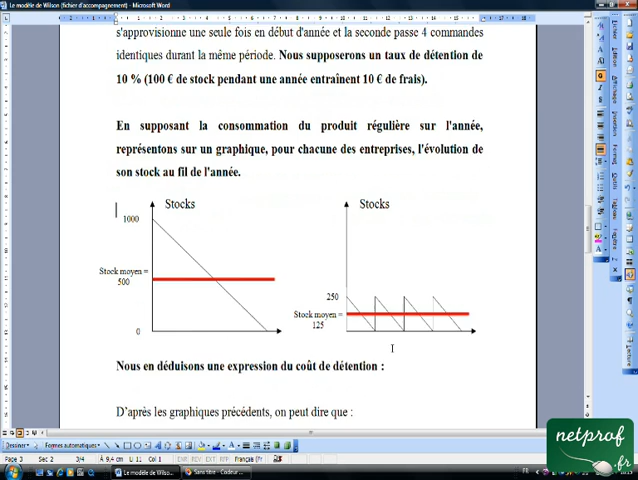 Le modèle de Wilson (fichier d'accompagnement) - Microsoft Word
s'approvisionne une seule fois en début d'année et la seconde passe 4 commandes
identiques durant la même période. Nous supposerons un taux de détention de
10 % (100 € de stock pendant une année entraînent 10 € de frais).
En supposant la consommation du produit régulière sur l'année,
représentons sur un graphique, pour chacune des entreprises, l'évolution de
son stock au fil de l'année.
Stocks
1000
Stock moyen =
500
0
Stocks
250
Stock moyen =
125
Nous en déduisons une expression du coût de détention :
D'après les graphiques précédents, on peut dire que :
Dessiner
Formes automatiques
Page 3 Sec 2 3/4 À 9,4 cm Li 11 Col 1 Français (Fr
Le modèle de Wilson (... Sans titre - Codeur ...
FR
netprof
.fr